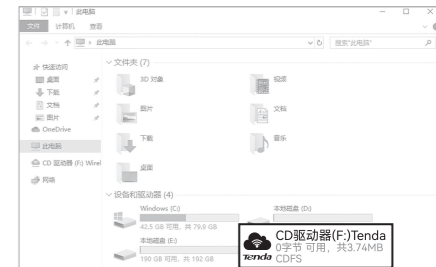 此电脑
文件 计算机 查看
此电脑 搜索"此电脑"
快速访问
桌面
下载
文档
图片
OneDrive
此电脑
CD 驱动器 (F:) Wirel
网络
文件夹 (7)
3D 对象 视频
图片 文档
下载 音乐
桌面
设备和驱动器 (4)
Windows (C:)
42.5 GB 可用,共 79.9 GB
本地磁盘 (D:)
本地磁盘 (E:)
190 GB 可用,共 192 GB
CD驱动器(F:)Tenda
0字节 可用,共3.74MB
Tenda CDFS